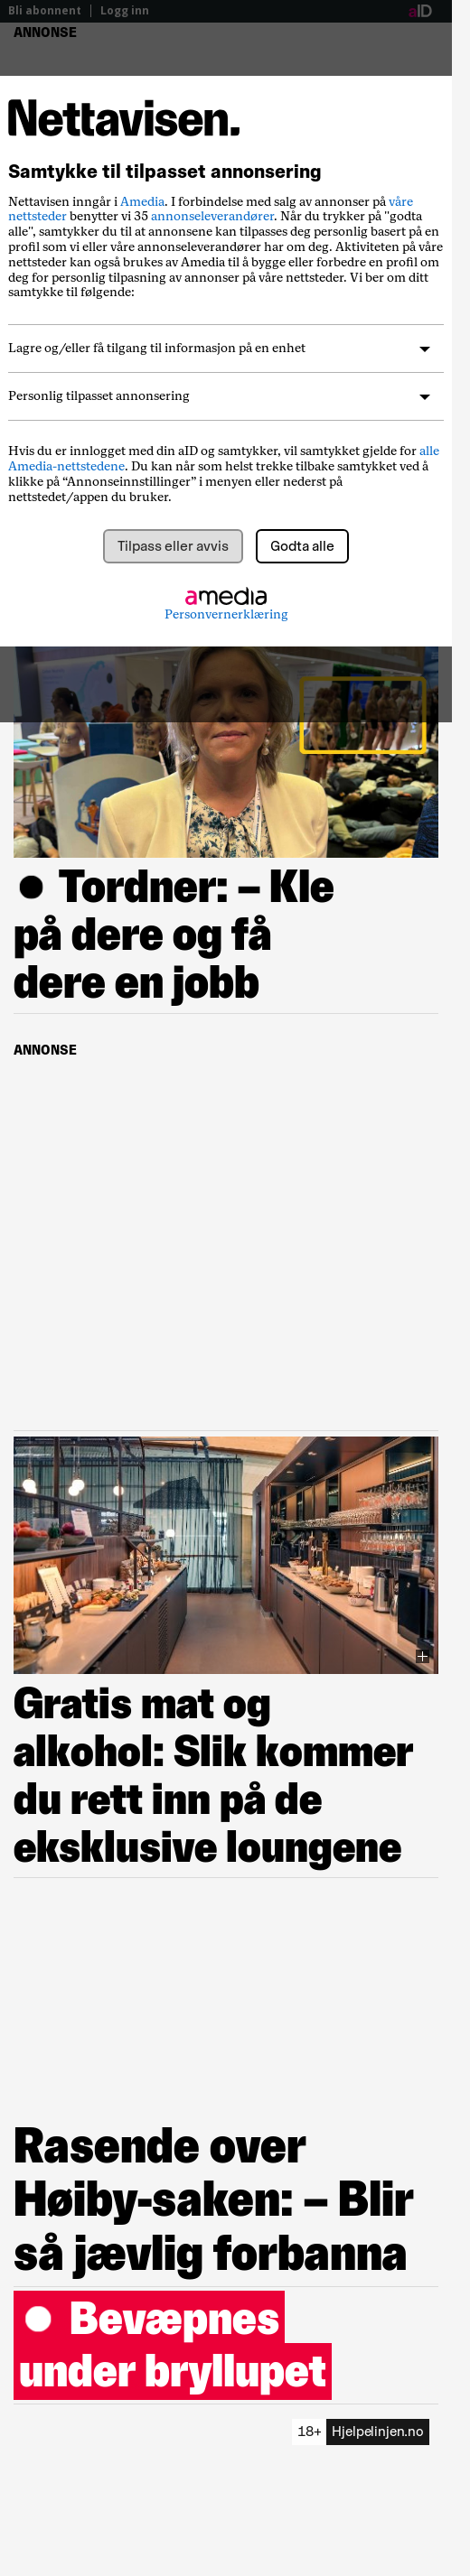 Bli abonnent | Logg inn
aID
ANNONSE
Nettavisen.
Samtykke til tilpasset annonsering
Nettavisen inngår i Amedia. I forbindelse med salg av annonser på våre
nettsteder benytter vi 35 annonseleverandører. Når du trykker på "godta
alle", samtykker du til at annonsene kan tilpasses deg personlig basert på en
profil som vi eller våre annonseleverandører har om deg. Aktiviteten på våre
nettsteder kan også brukes av Amedia til å bygge eller forbedre en profil om
deg for personlig tilpasning av annonser på våre nettsteder. Vi ber om ditt
samtykke til følgende:
Lagre og/eller få tilgang til informasjon på en enhet
Personlig tilpasset annonsering
Hvis du er innlogget med din aID og samtykker, vil samtykket gjelde for alle
Amedia-nettstedene. Du kan når som helst trekke tilbake samtykket ved å
klikke på “Annonseinnstillinger” i menyen eller nederst på
nettstedet/appen du bruker.
Tilpass eller avvis
Godta alle
amedia
Personvernerklæring
Tordner: – Kle
på dere og få
dere en jobb
ANNONSE
Gratis mat og
alkohol: Slik kommer
du rett inn på de
eksklusive loungene
Rasende over
Høiby-saken: – Blir
så jævlig forbanna
Bevæpnes
under bryllupet
18+ Hjelpelinjen.no